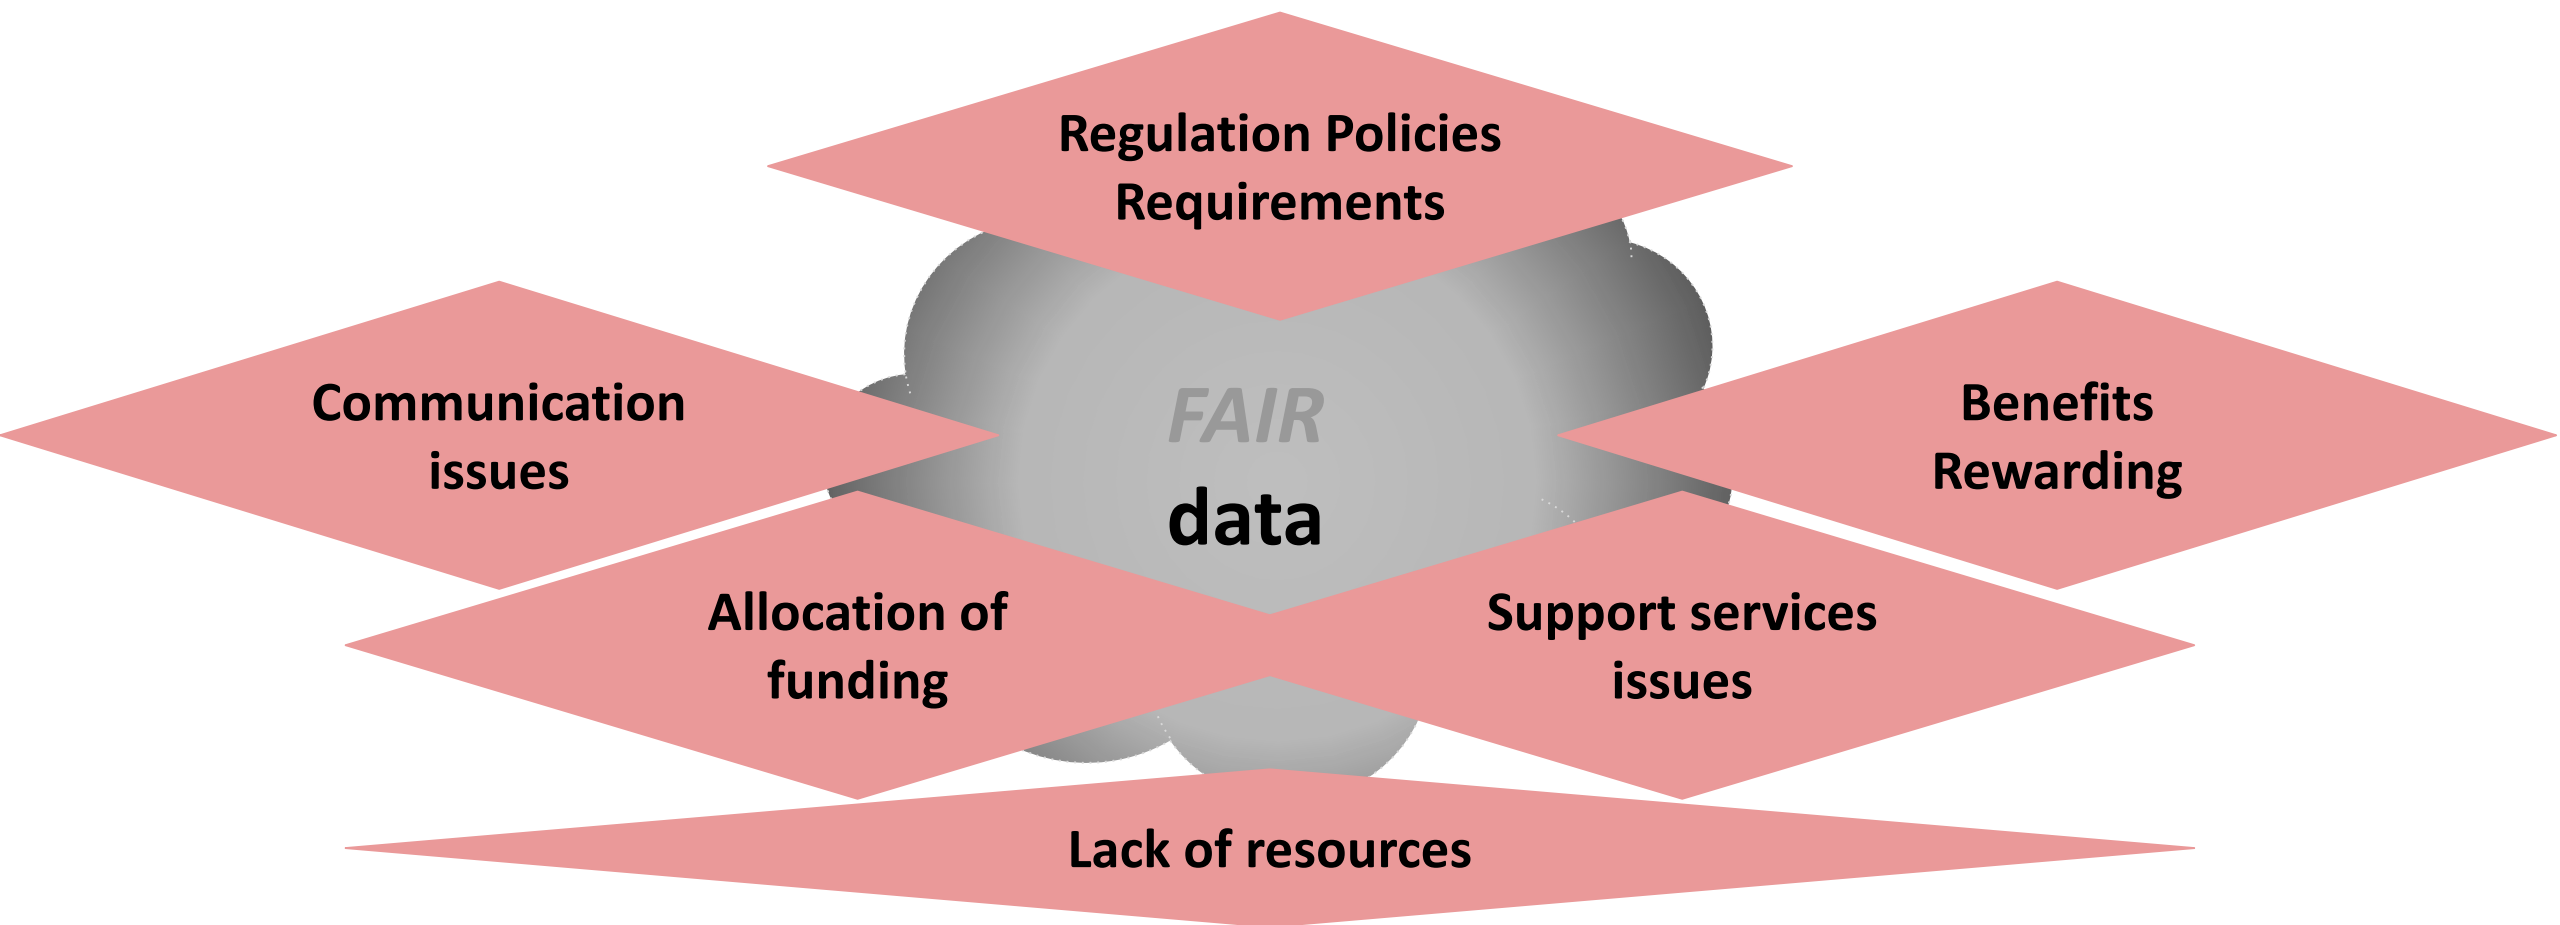 Regulation Policies
Requirements
Communication
issues
FAIR
data
Benefits
Rewarding
Allocation of
funding
Support services
issues
Lack of resources